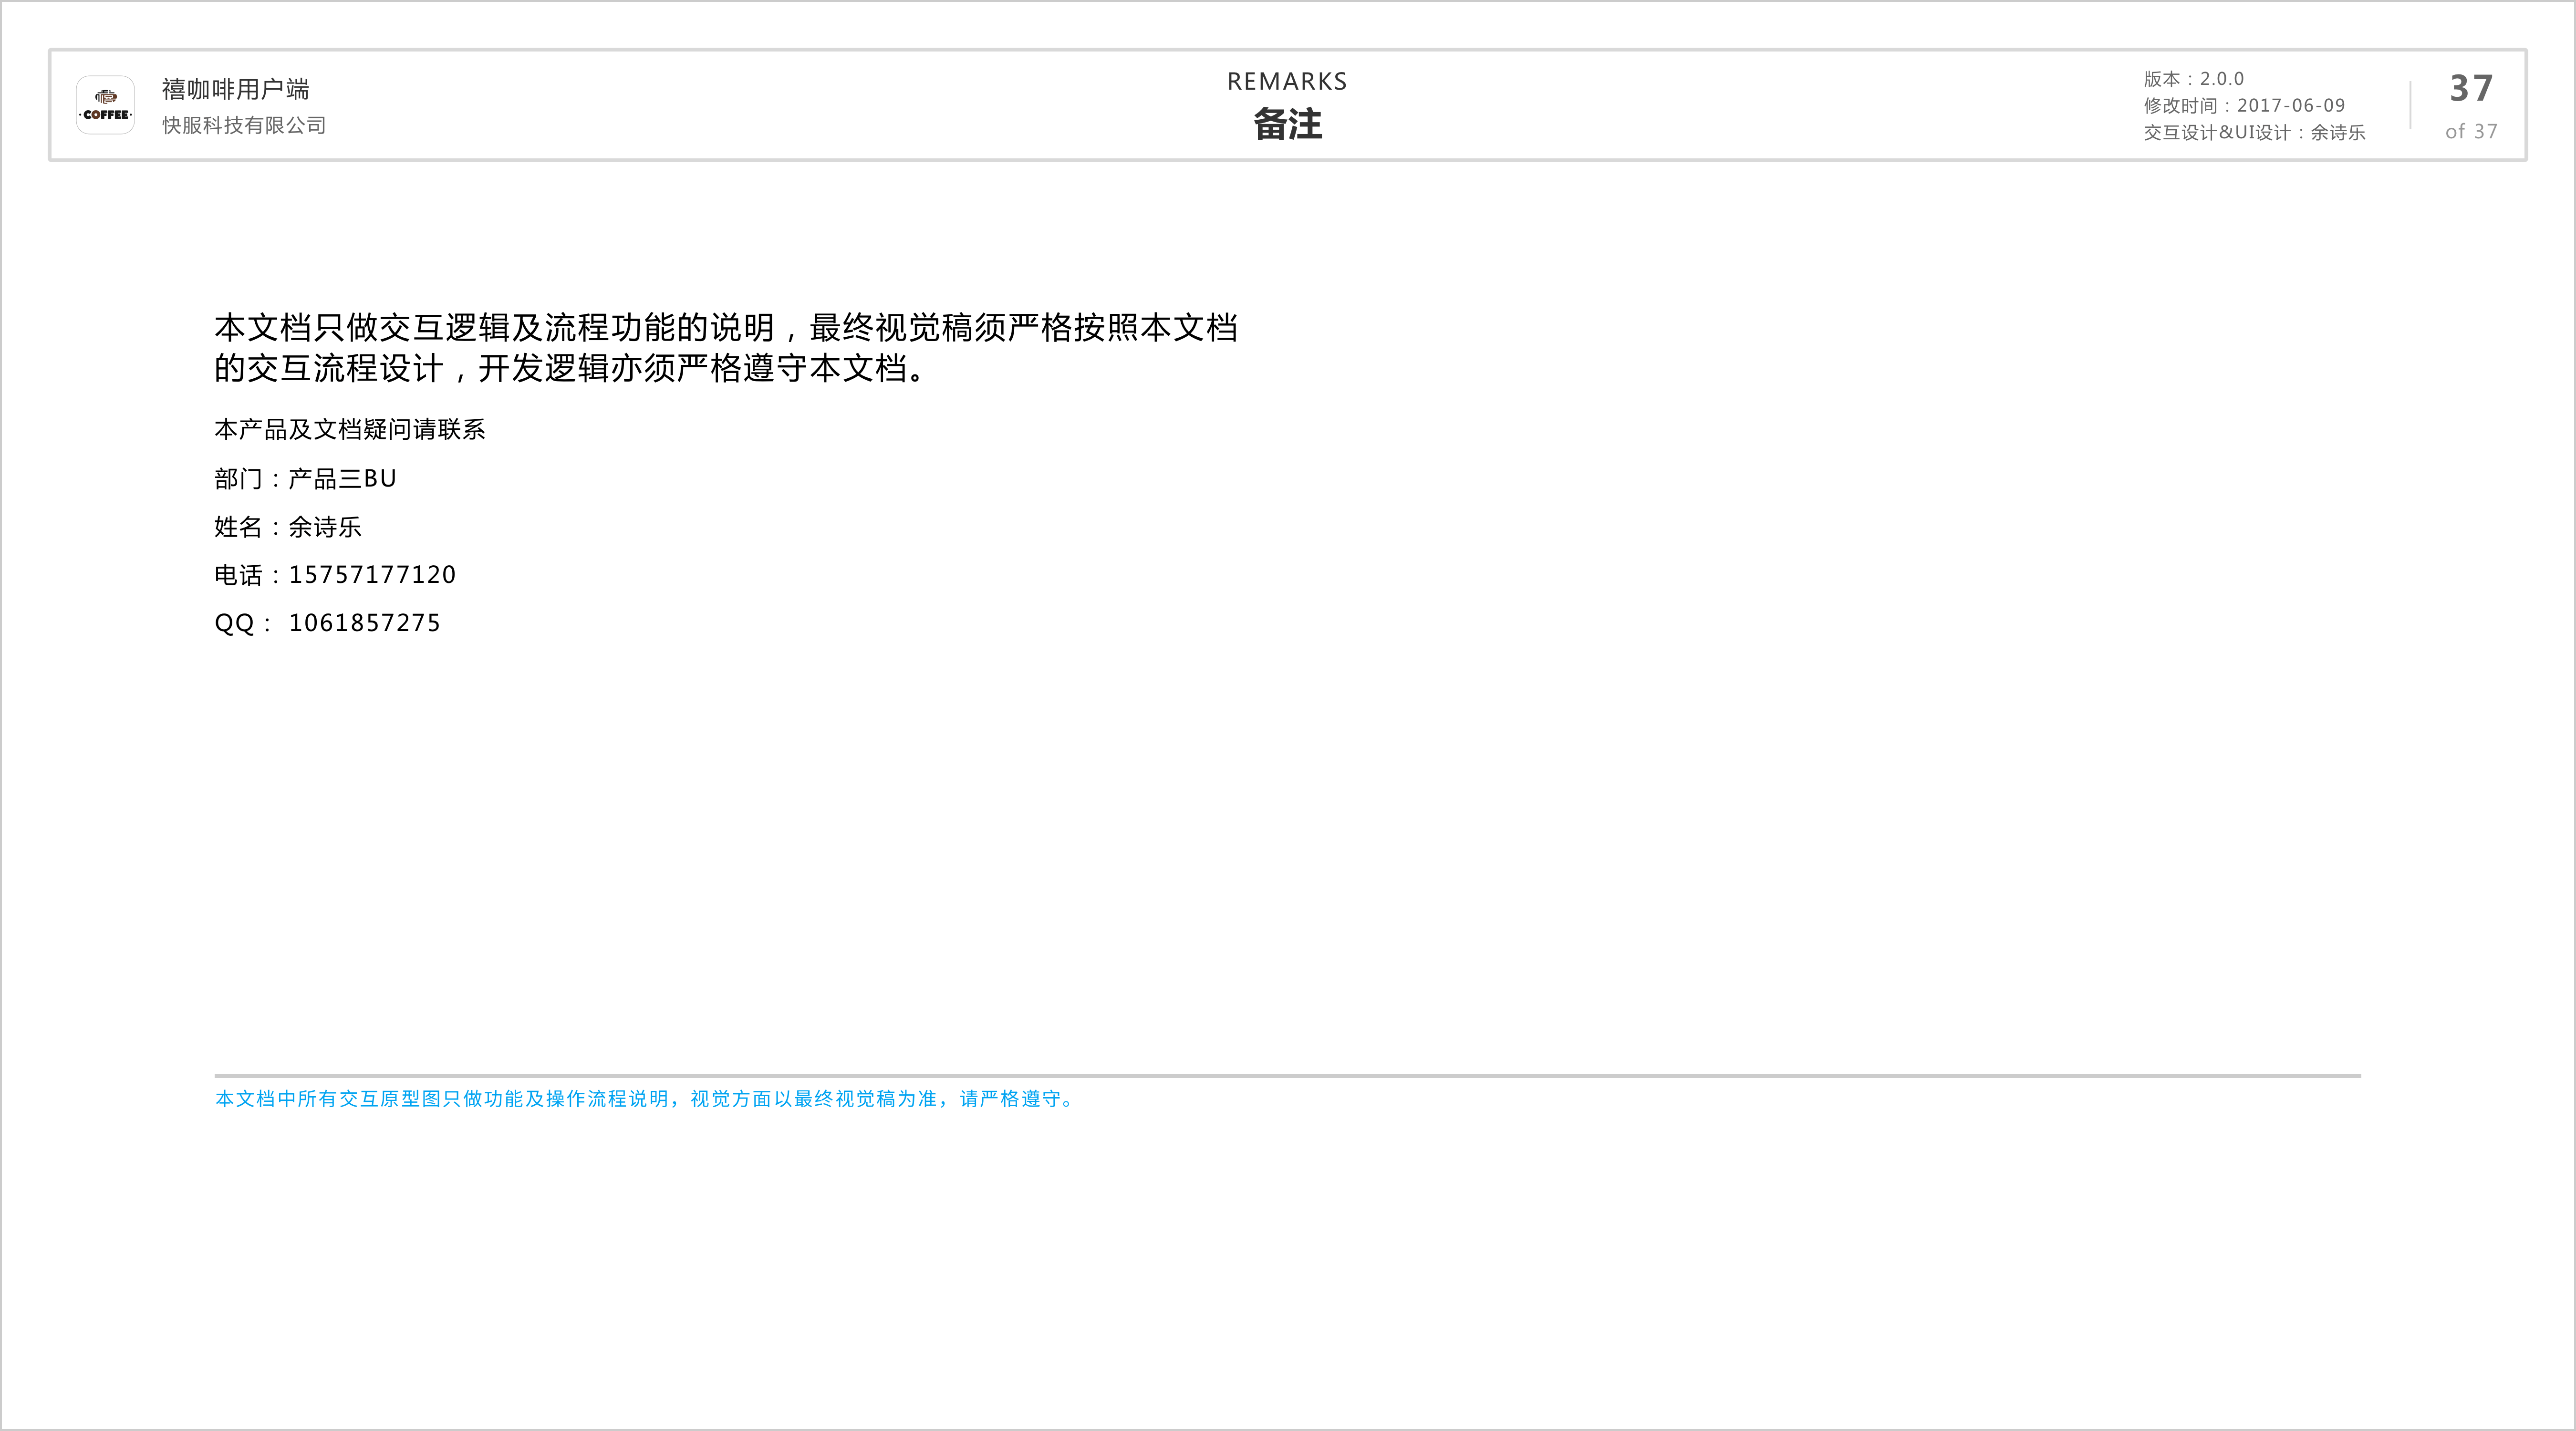 ·COFFEE·
禧咖啡用户端
快服科技有限公司
REMARKS
备注
版本：2.0.0
修改时间：2017-06-09
交互设计&UI设计：余诗乐
37
of 37
本文档只做交互逻辑及流程功能的说明，最终视觉稿须严格按照本文档
的交互流程设计，开发逻辑亦须严格遵守本文档。
本产品及文档疑问请联系
部门：产品三BU
姓名：余诗乐
电话：15757177120
QQ： 1061857275
本文档中所有交互原型图只做功能及操作流程说明，视觉方面以最终视觉稿为准，请严格遵守。